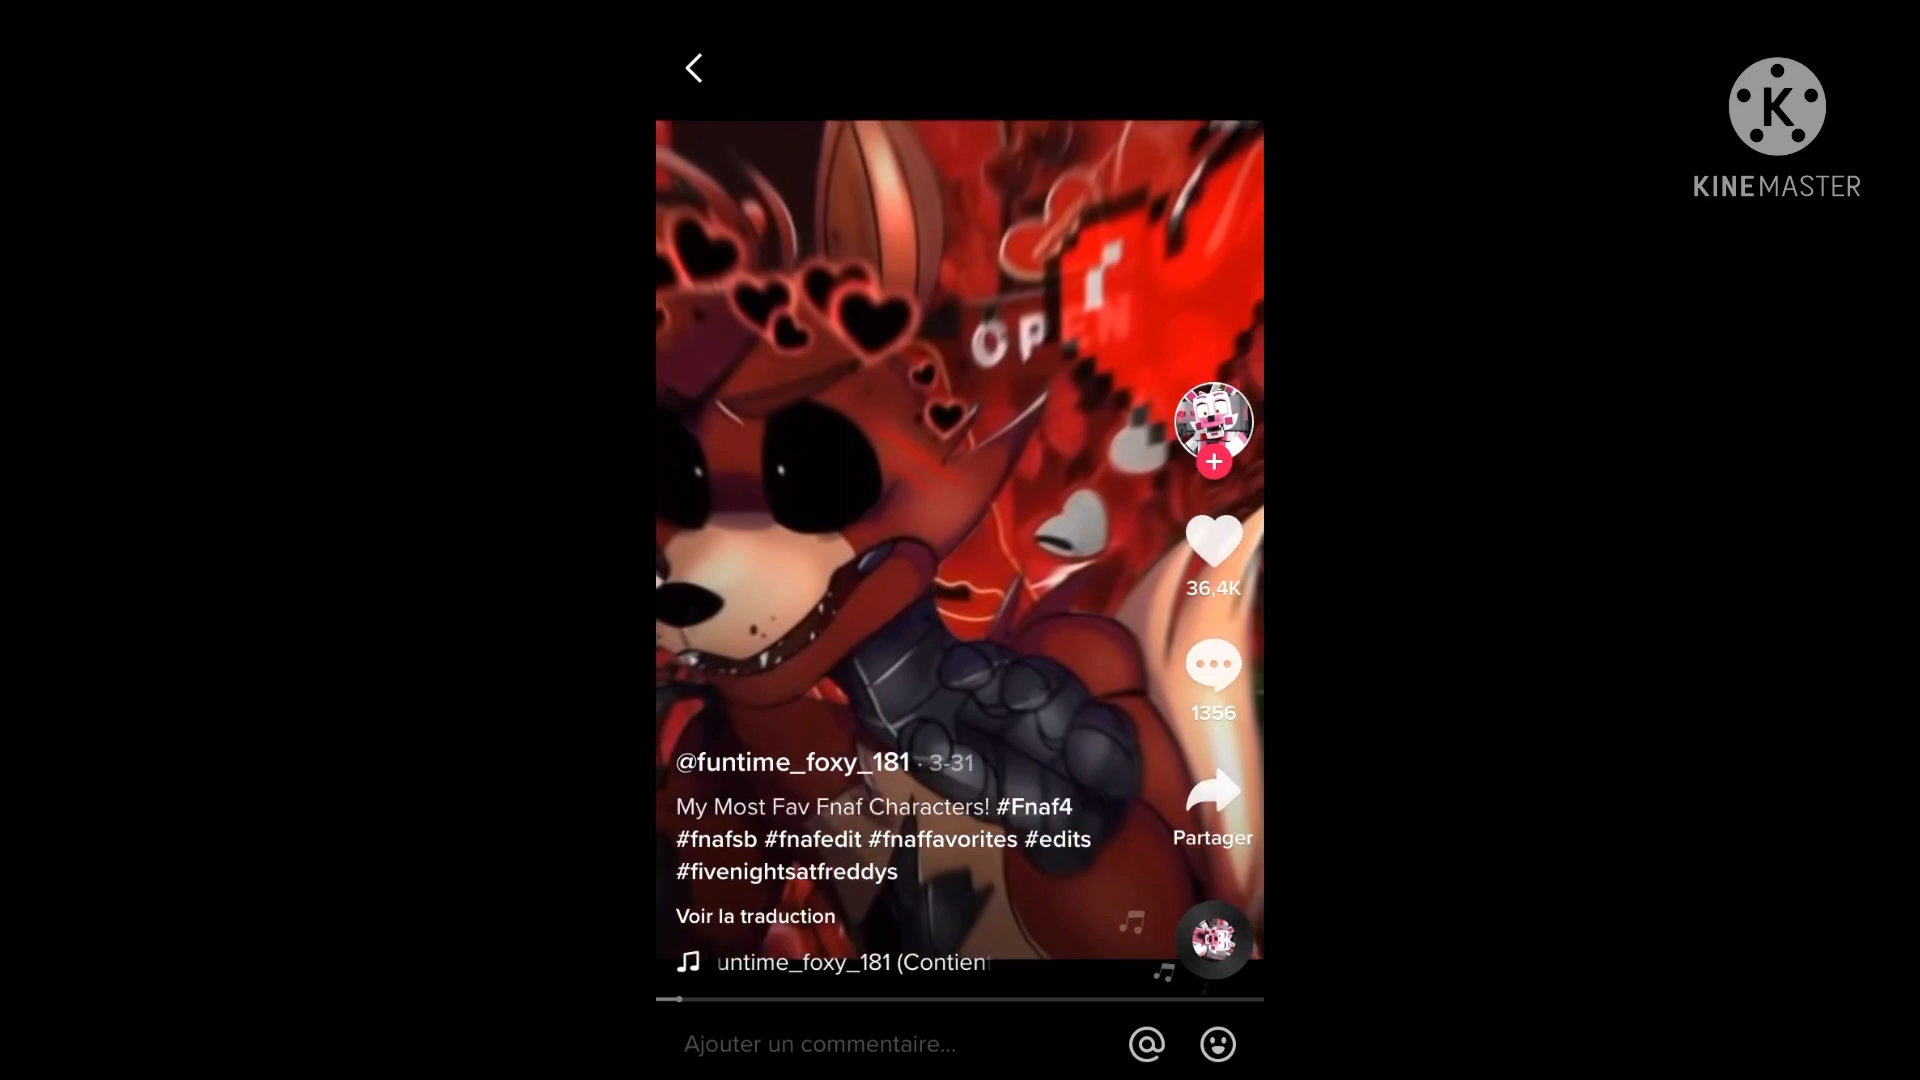 KINEMASTER
OPEN
36,4K
1356
@funtime_foxy_181 · 3-31
My Most Fav Fnaf Characters! #Fnaf4
#fnafsb #fnafedit #fnaffavorites #edits
#fivenightsatfreddys
Partager
Voir la traduction
untime_foxy_181 (Contient
Ajouter un commentaire...